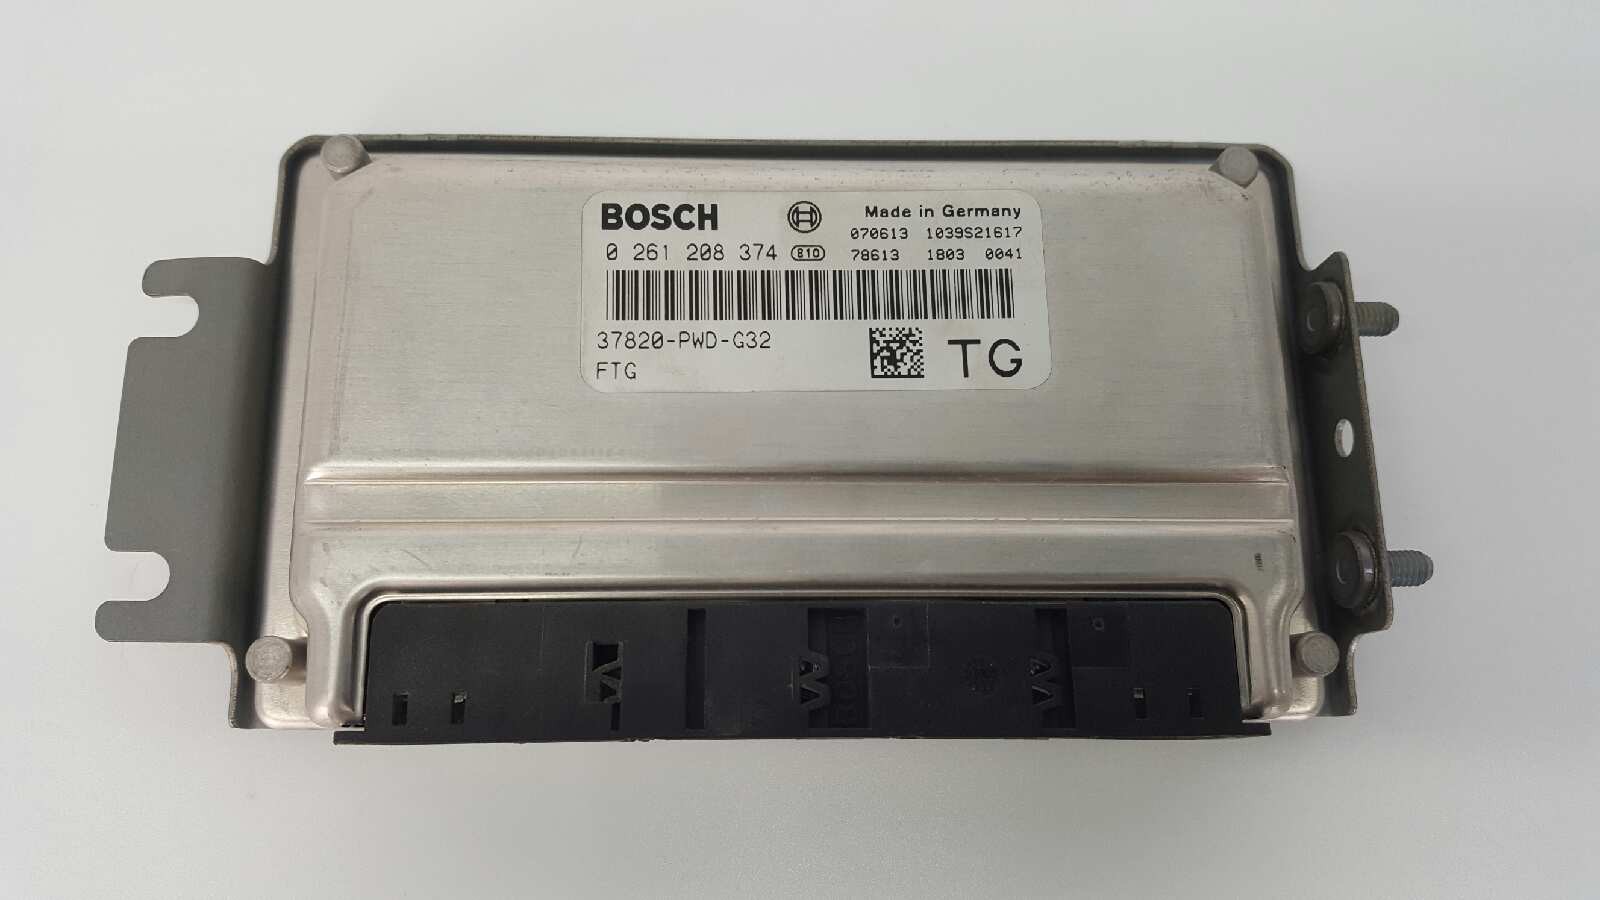 BOSCH Made in Germany
070613 1039S21617
0 261 208 374 810 78613 1803 0041
37820-PWD-G32
FTG
TG